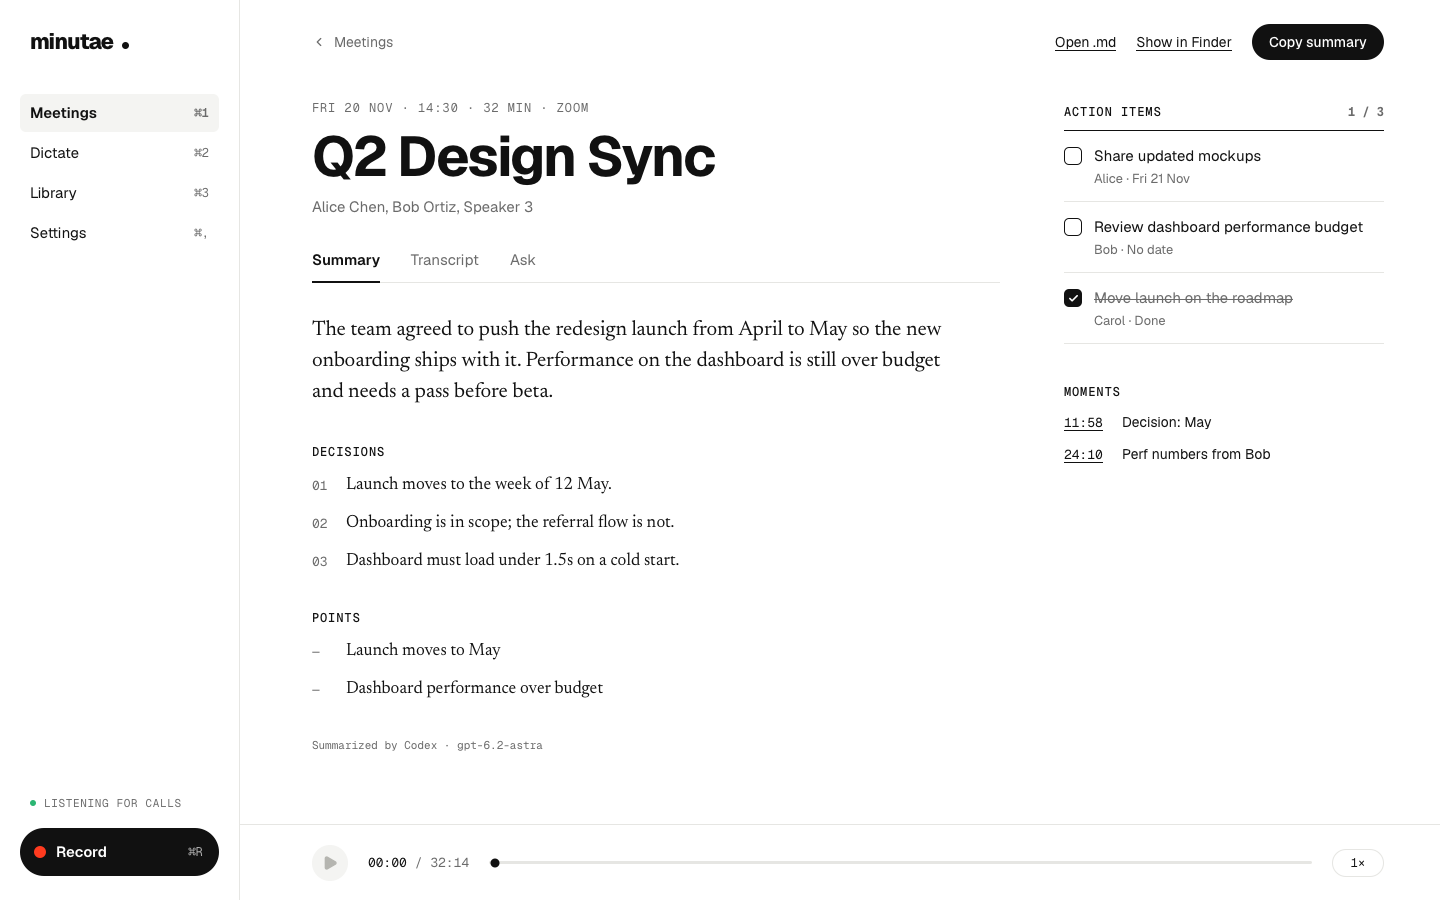 minutae
Meetings ⌘1
Dictate ⌘2
Library ⌘3
Settings ⌘,
LISTENING FOR CALLS
Record ⌘R
Meetings
Open .md
Show in Finder
Copy summary
FRI 20 NOV · 14:30 · 32 MIN · ZOOM
Q2 Design Sync
Alice Chen, Bob Ortiz, Speaker 3
Summary
Transcript
Ask
The team agreed to push the redesign launch from April to May so the new
onboarding ships with it. Performance on the dashboard is still over budget
and needs a pass before beta.
DECISIONS
01 Launch moves to the week of 12 May.
02 Onboarding is in scope; the referral flow is not.
03 Dashboard must load under 1.5s on a cold start.
POINTS
– Launch moves to May
– Dashboard performance over budget
Summarized by Codex · gpt-6.2-astra
ACTION ITEMS 1 / 3
Share updated mockups
Alice · Fri 21 Nov
Review dashboard performance budget
Bob · No date
Move launch on the roadmap
Carol · Done
MOMENTS
11:58 Decision: May
24:10 Perf numbers from Bob
00:00 / 32:14
1×